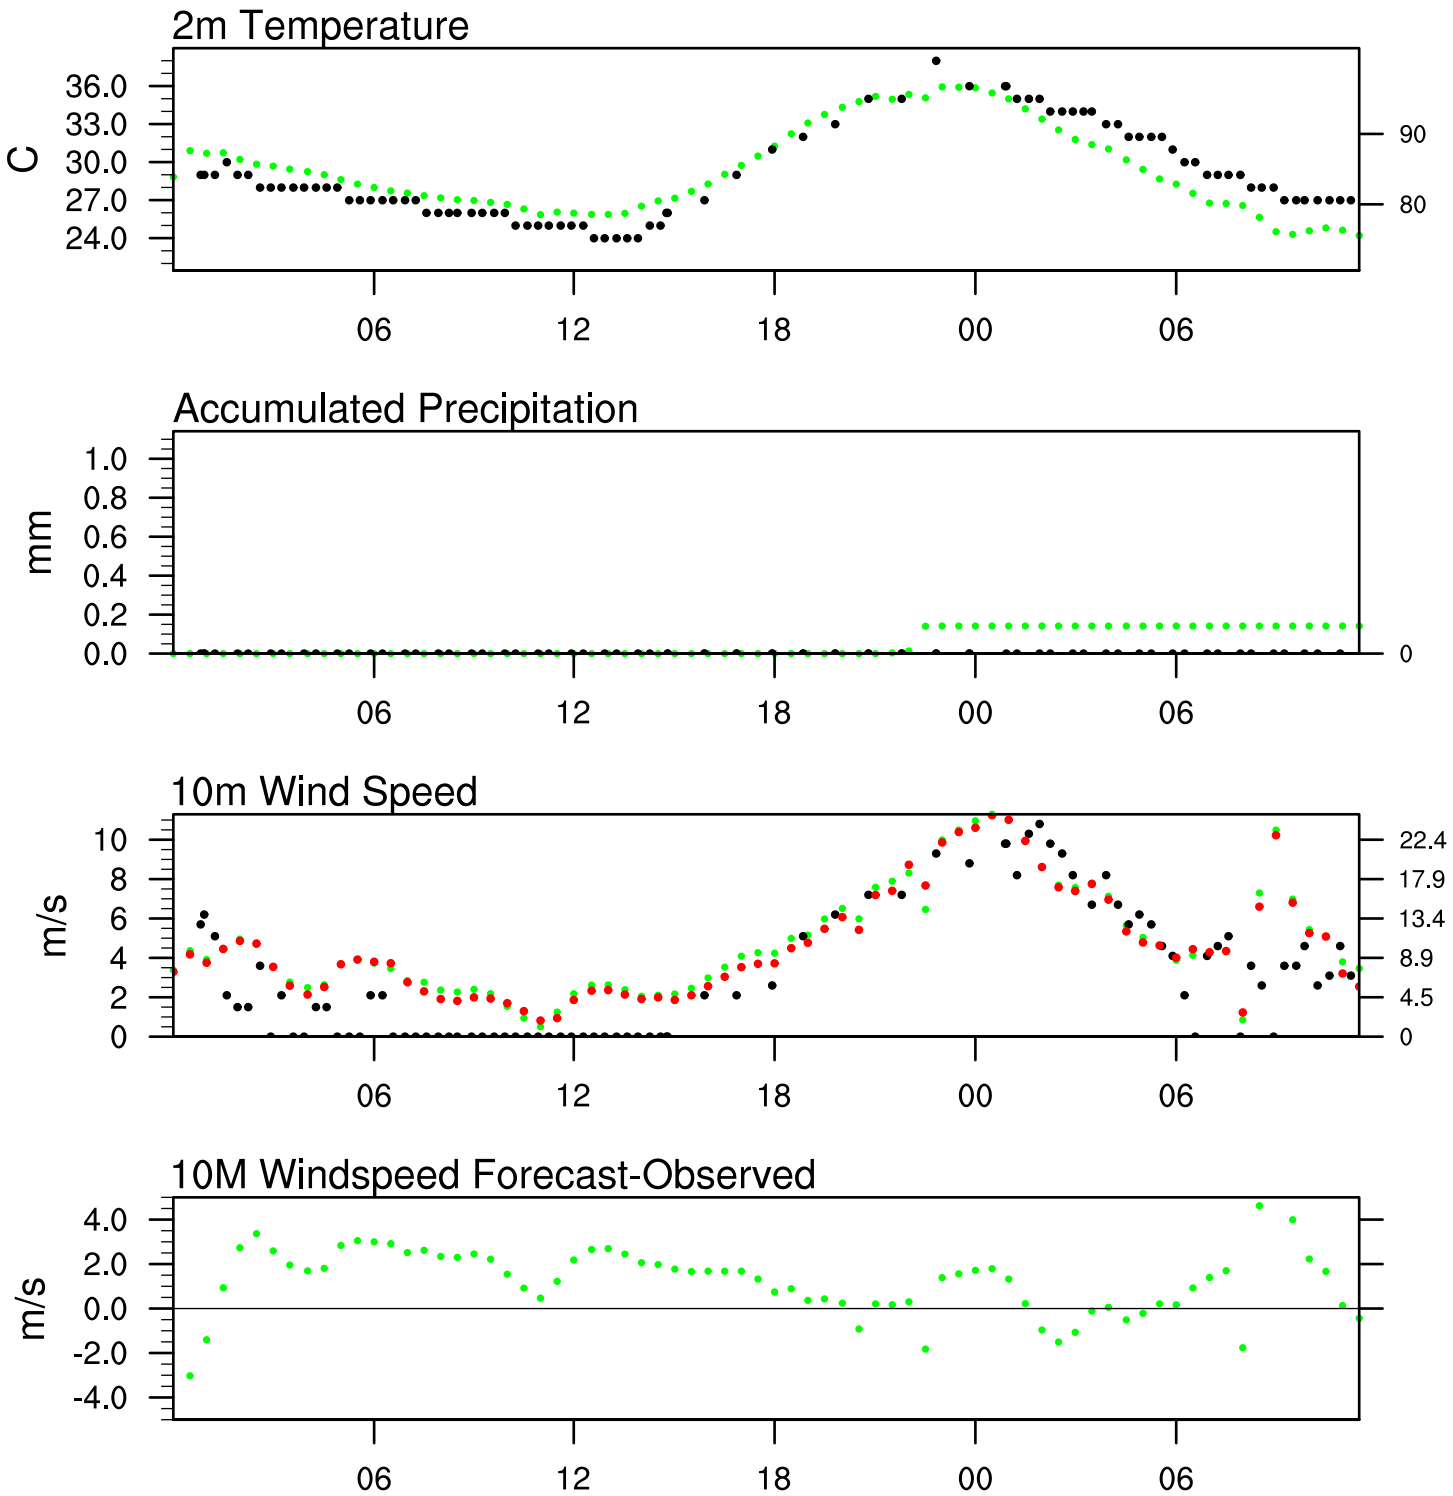 2m Temperature
C
36.0
33.0
30.0
27.0
24.0
90
80
06 12 18 00 06
Accumulated Precipitation
mm
1.0
0.8
0.6
0.4
0.2
0.0
0
06 12 18 00 06
10m Wind Speed
m/s
10
8
6
4
2
0
22.4
17.9
13.4
8.9
4.5
0
06 12 18 00 06
10M Windspeed Forecast-Observed
m/s
4.0
2.0
0.0
-2.0
-4.0
06 12 18 00 06